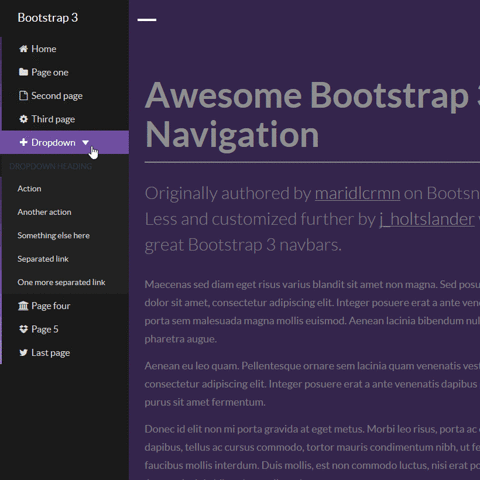 Bootstrap 3
Home
Page one
Second page
Third page
Dropdown
DROPDOWN HEADING
Action
Another action
Something else here
Separated link
One more separated link
Page four
Page 5
Last page
Awesome Bootstrap 3
Navigation
Originally authored by maridlcrmn on Bootsn
Less and customized further by j_holtslander
great Bootstrap 3 navbars.
Maecenas sed diam eget risus varius blandit sit amet non magna. Sed posu
dolor sit amet, consectetur adipiscing elit. Integer posuere erat a ante vene
porta sem malesuada magna mollis euismod. Aenean lacinia bibendum nul
pharetra augue.
Aenean eu leo quam. Pellentesque ornare sem lacinia quam venenatis vest
consectetur adipiscing elit. Integer posuere erat a ante venenatis dapibus
purus sit amet fermentum.
Donec id elit non mi porta gravida at eget metus. Morbi leo risus, porta ac
dapibus, tellus ac cursus commodo, tortor mauris condimentum nibh, ut fe
faucibus mollis interdum. Duis mollis, est non commodo luctus, nisi erat po